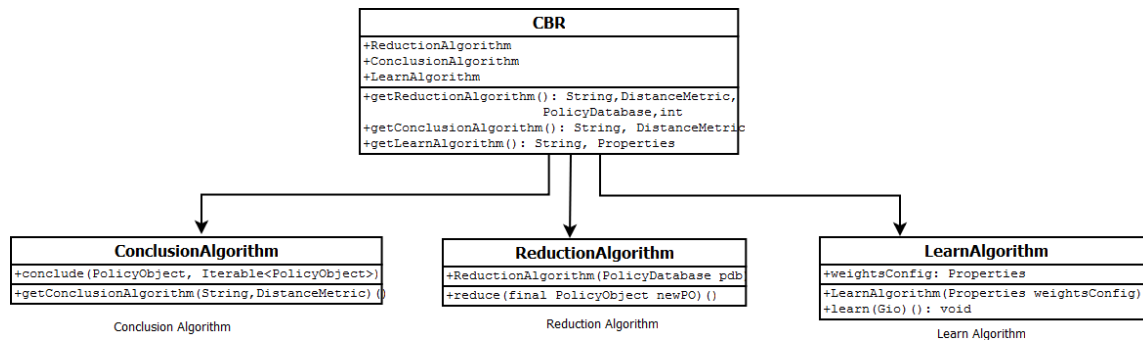 CBR
+ReductionAlgorithm
+ConclusionAlgorithm
+LearnAlgorithm
+getReductionAlgorithm(): String,DistanceMetric,
PolicyDatabase,int
+getConclusionAlgorithm(): String, DistanceMetric
+getLearnAlgorithm(): String, Properties
ConclusionAlgorithm
+conclude(PolicyObject, Iterable<PolicyObject>)
+getConclusionAlgorithm(String,DistanceMetric)()
Conclusion Algorithm
ReductionAlgorithm
+ReductionAlgorithm(PolicyDatabase pdb)
+reduce(final PolicyObject newPO)()
Reduction Algorithm
LearnAlgorithm
+weightsConfig: Properties
+LearnAlgorithm(Properties weightsConfig)
+learn(Gio)(): void
Learn Algorithm